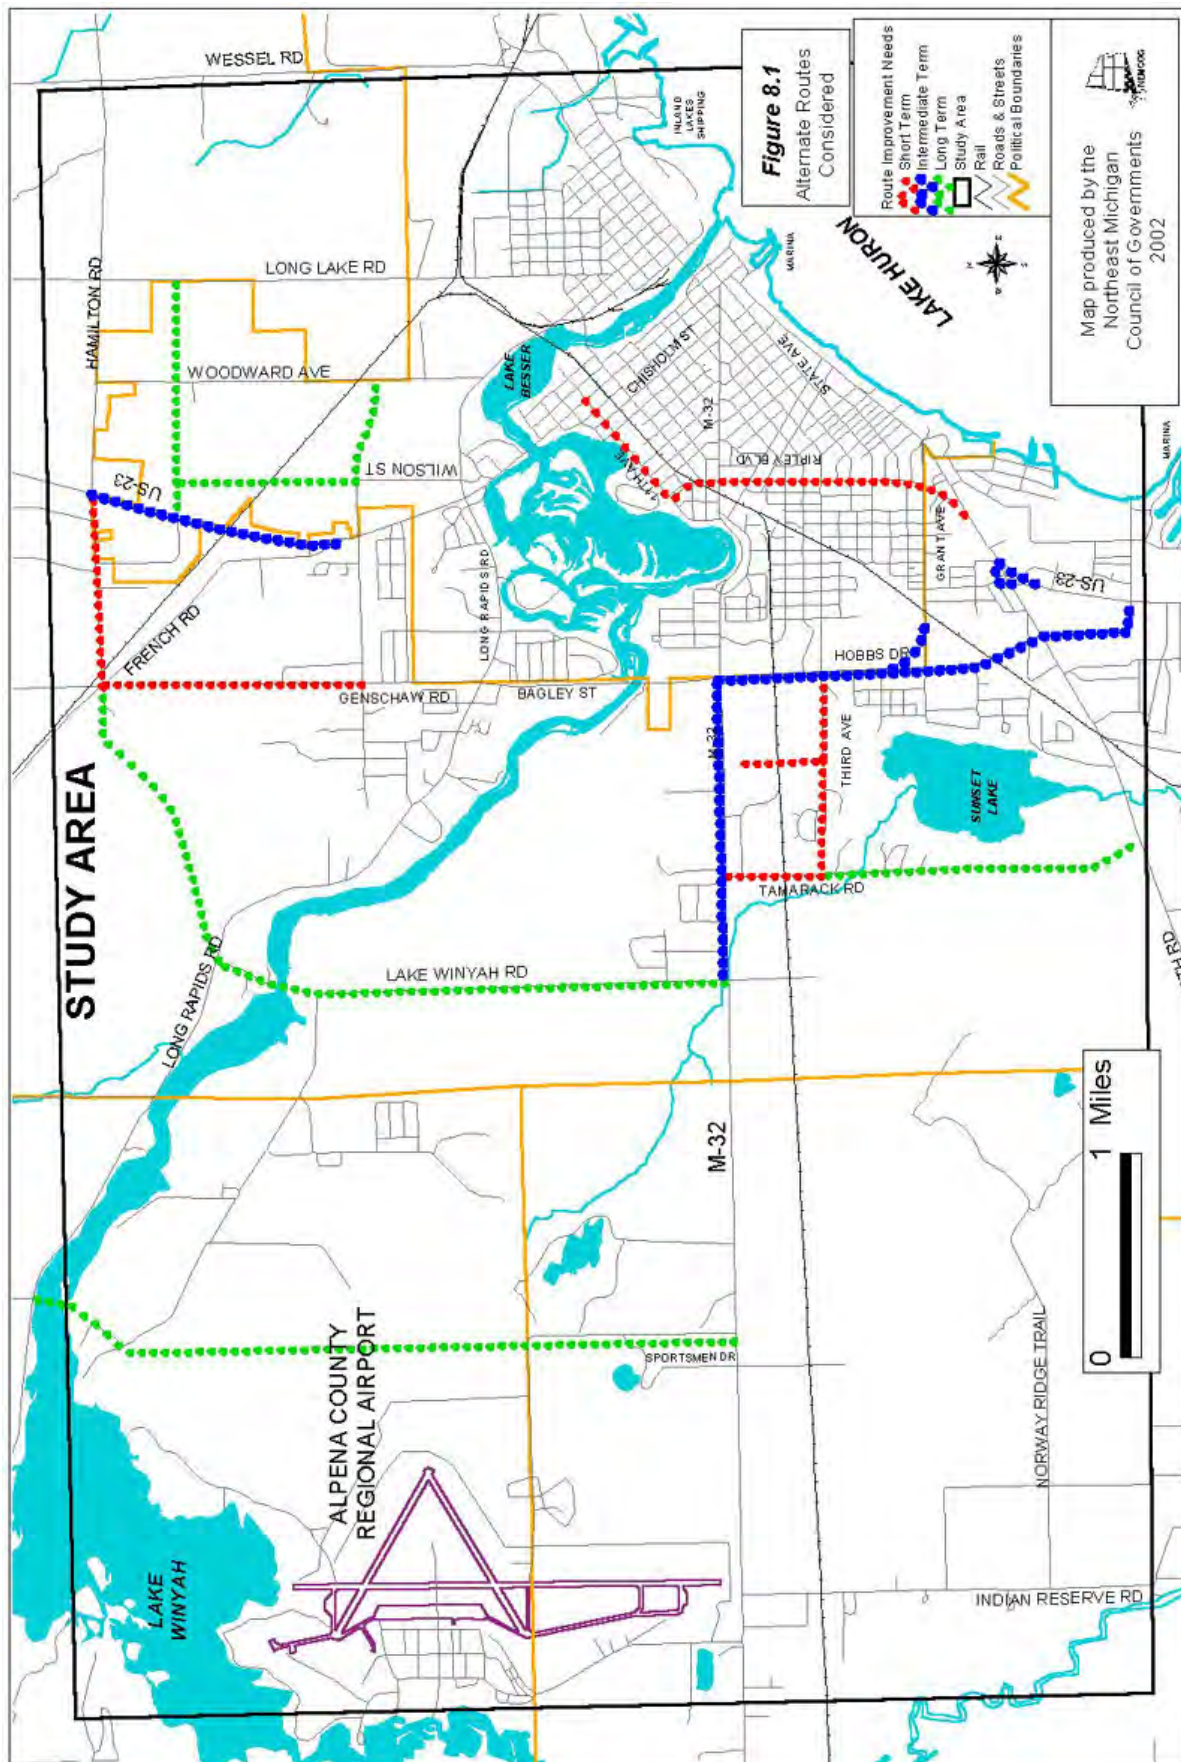 WESSEL RD
HAMILTON RD
LONG LAKE RD
WOODWARD AVE
WILSON ST
US-23
FRENCH RD
GENSCHAW RD
LONG RAPIDS RD
BAGLEY ST
LAKE
BESSER
INLAND
LAKES
SHIPPING
Figure 8.1
Alternate Routes
Considered
Route Improvement Needs
Short Term
Intermediate Term
Long Term
Study Area
Rail
Roads & Streets
Political Boundaries
Map produced by the
Northeast Michigan
Council of Governments
2002
NEMCOG
LAKE HURON
MARINA
CHISHOLM ST
STATE AVE
M-32
RIPLEY BLVD
11TH AVE
GRANT AVE
US-23
HOBBS DR
MARINA
M-32
THIRD AVE
SUNSET
LAKE
TAMARACK RD
STUDY AREA
LONG RAPIDS RD
LAKE WINYAH RD
M-32
0 1 Miles
ALPENA COUNTY
REGIONAL AIRPORT
SPORTSMEN DR
NORWAY RIDGE TRAIL
LAKE
WINYAH
INDIAN RESERVE RD
N
E
S
W